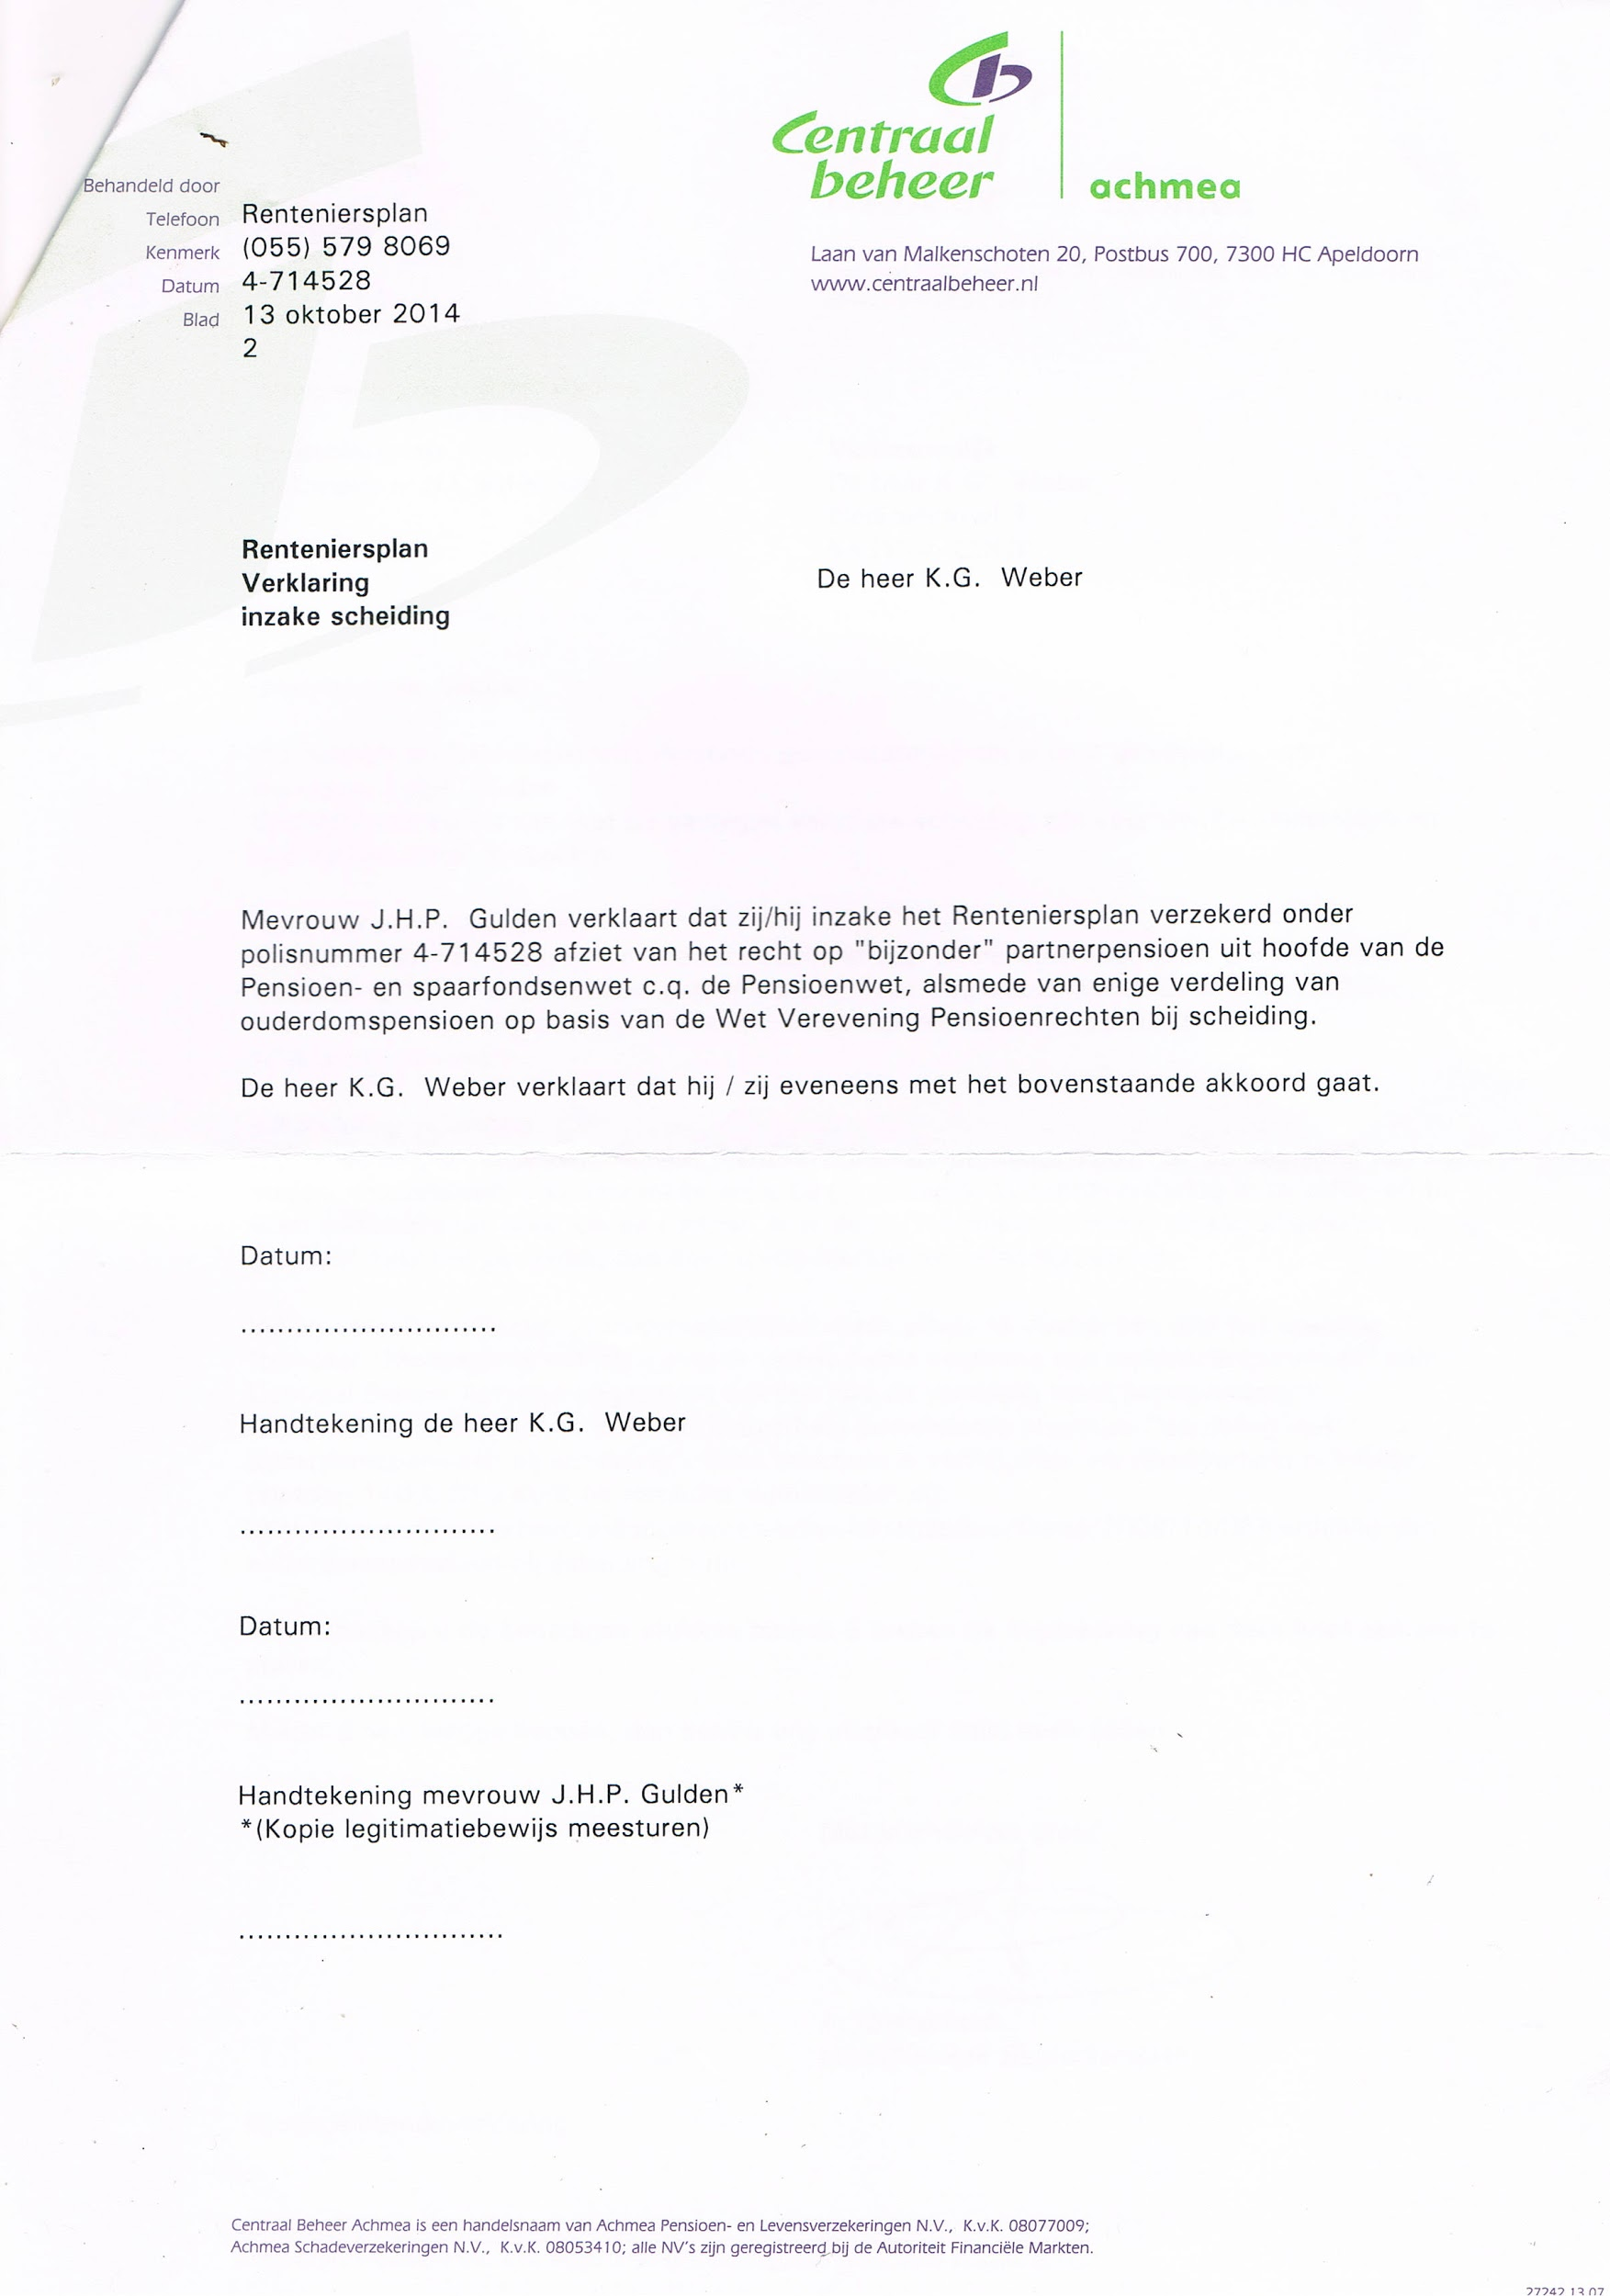 Centraal
beheer
achmea
Behandeld door
Telefoon Renteniersplan
Kenmerk (055) 579 8069
Datum 4-714528
Blad 13 oktober 2014
2
Laan van Malkenschoten 20, Postbus 700, 7300 HC Apeldoorn
www.centraalbeheer.nl
Renteniersplan
Verklaring
inzake scheiding
De heer K.G. Weber
Mevrouw J.H.P. Gulden verklaart dat zij/hij inzake het Renteniersplan verzekerd onder
polisnummer 4-714528 afziet van het recht op "bijzonder" partnerpensioen uit hoofde van de
Pensioen- en spaarfondsenwet c.q. de Pensioenwet, alsmede van enige verdeling van
ouderdomspensioen op basis van de Wet Verevening Pensioenrechten bij scheiding.
De heer K.G. Weber verklaart dat hij / zij eveneens met het bovenstaande akkoord gaat.
Datum:
............................
Handtekening de heer K.G. Weber
............................
Datum:
............................
Handtekening mevrouw J.H.P. Gulden*
*(Kopie legitimatiebewijs meesturen)
.............................
Centraal Beheer Achmea is een handelsnaam van Achmea Pensioen- en Levensverzekeringen N.V., K.v.K. 08077009;
Achmea Schadeverzekeringen N.V., K.v.K. 08053410; alle NV's zijn geregistreerd bij de Autoriteit Financiële Markten.
27242 13 07